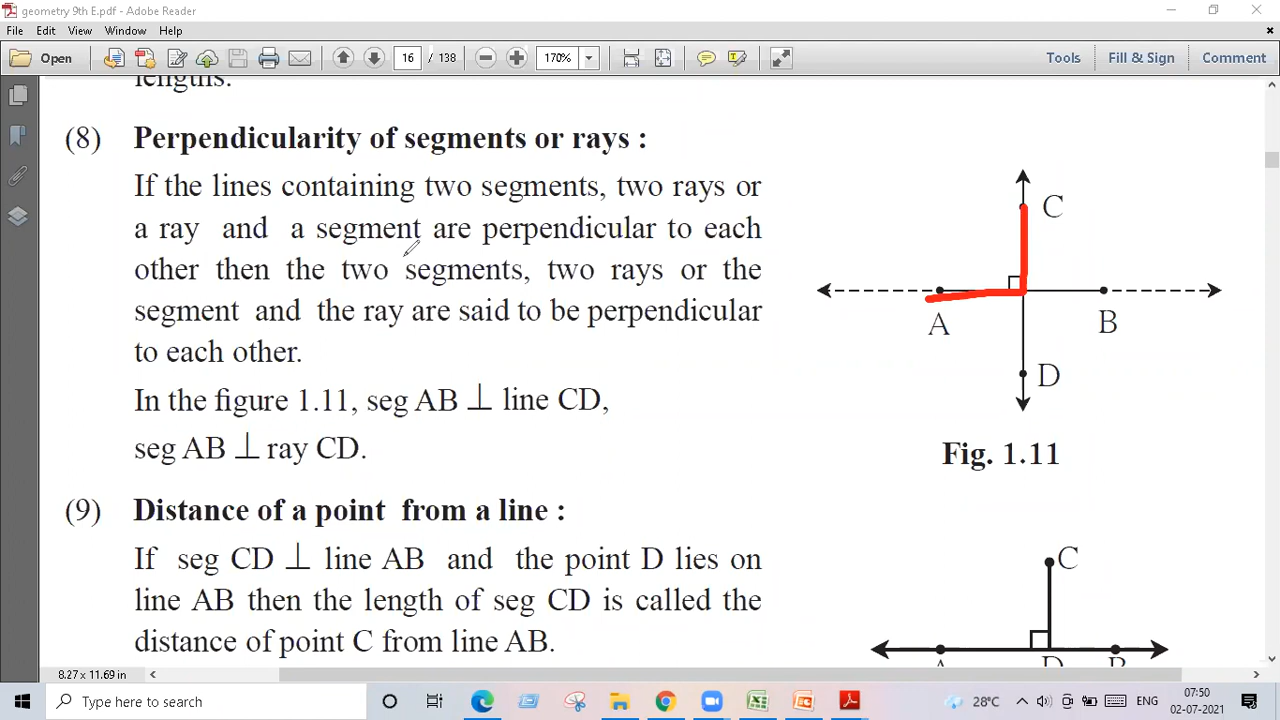 geometry 9th E.pdf - Adobe Reader
File Edit View Window Help
Open 16 / 138 170% Tools Fill & Sign Comment
lengths.
(8) Perpendicularity of segments or rays :
If the lines containing two segments, two rays or
a ray and a segment are perpendicular to each
other then the two segments, two rays or the
segment and the ray are said to be perpendicular
to each other.
In the figure 1.11, seg AB ⊥ line CD,
seg AB ⊥ ray CD.
C
A
B
D
Fig. 1.11
(9) Distance of a point from a line :
If seg CD ⊥ line AB and the point D lies on
line AB then the length of seg CD is called the
distance of point C from line AB.
C
A D B
8.27 x 11.69 in
Type here to search
28°C ENG 07:50
02-07-2021